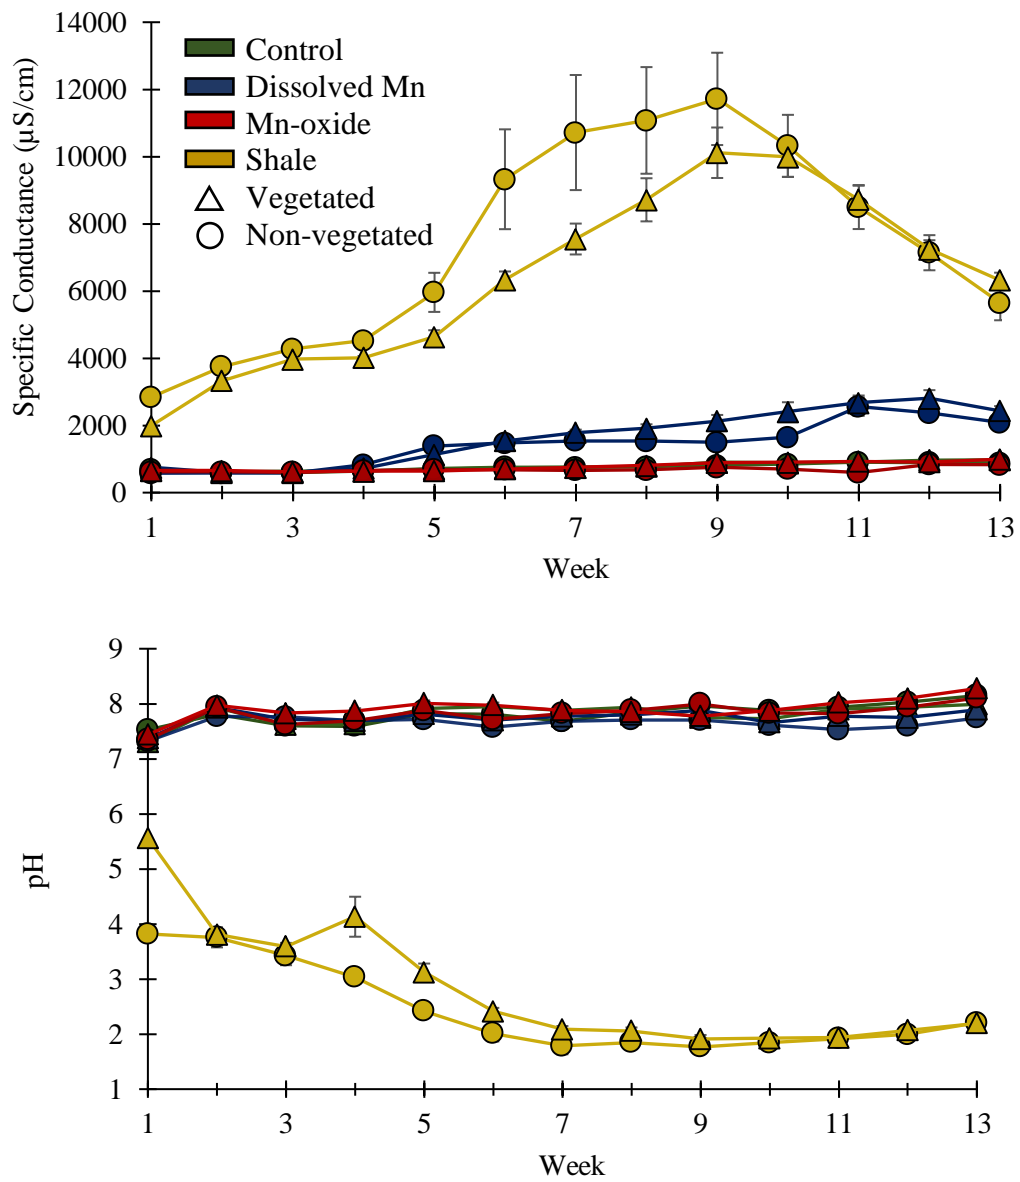 14000
12000
10000
8000
6000
4000
2000
0
Specific Conductance (µS/cm)
Control
Dissolved Mn
Mn-oxide
Shale
Vegetated
Non-vegetated
1 3 5 7 9 11 13
Week
9
8
7
6
5
4
3
2
1
pH
1 3 5 7 9 11 13
Week